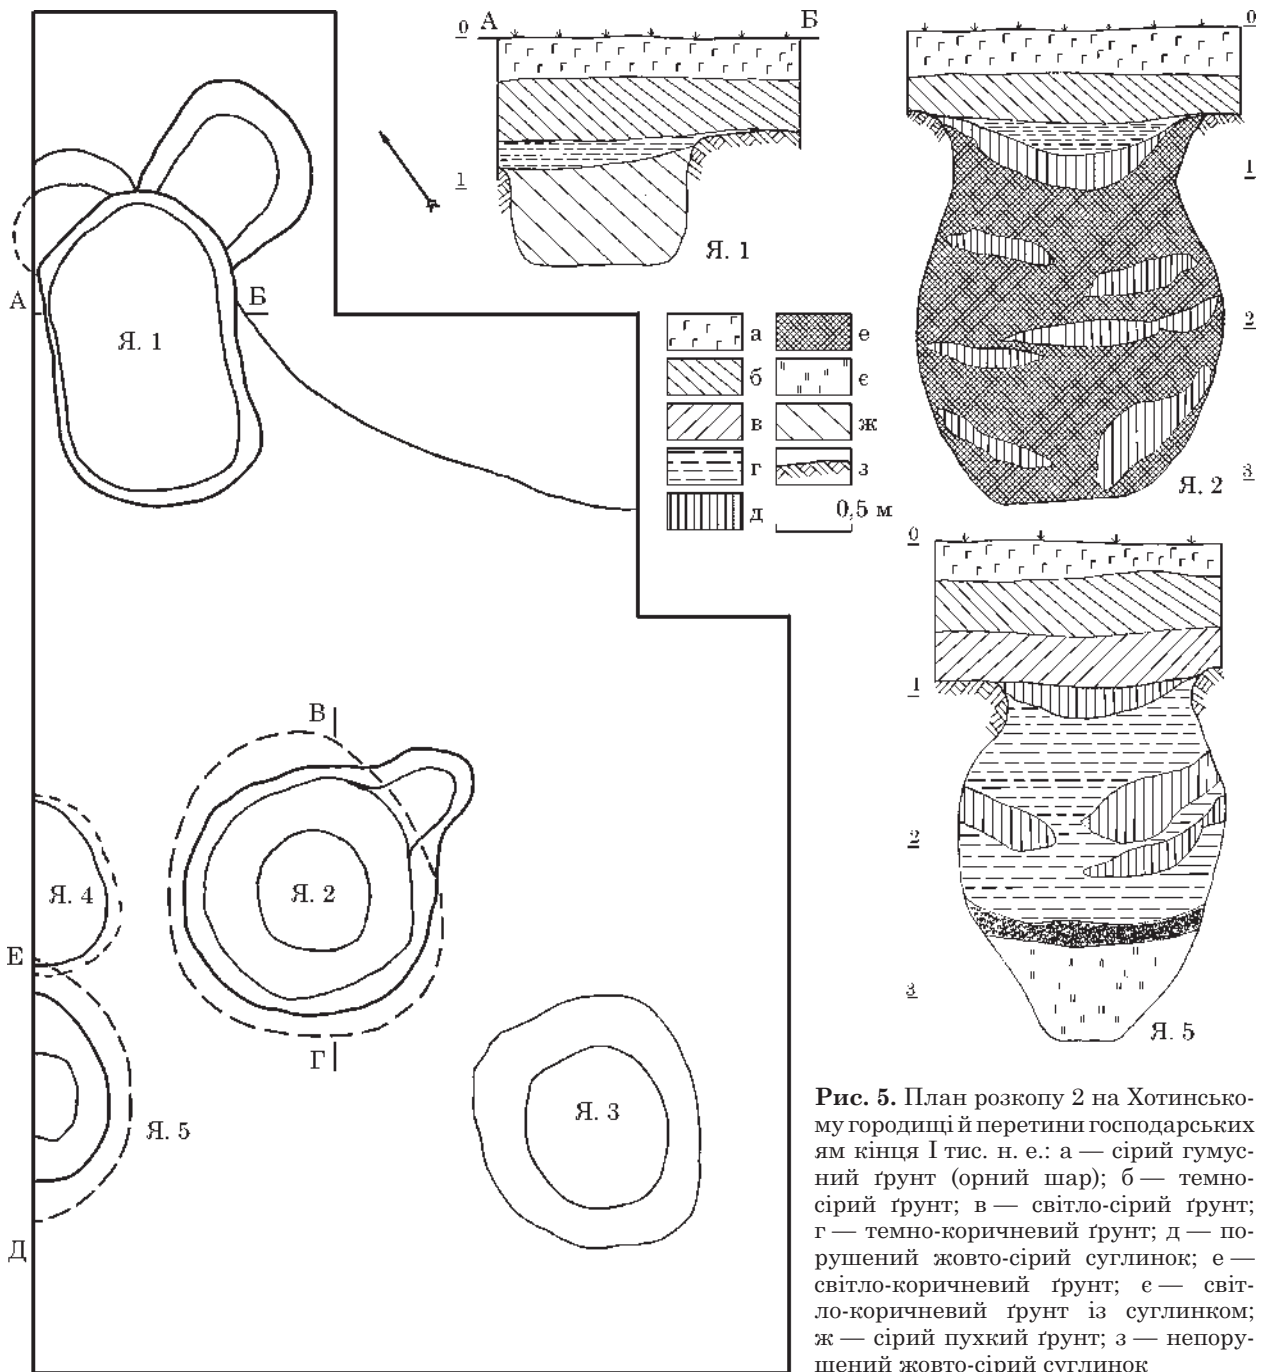 0 А Б
1
Я. 1
0
1
2
3
Я. 2
А Б
Я. 1
а е
б є
в ж
г з
д 0,5 м
0
1
2
3
Я. 5
В
Я. 4
Я. 2
Е
Г
Я. 3
Я. 5
Д
Рис. 5. План розкопу 2 на Хотинсько-
му городищі й перетини господарських
ям кінця I тис. н. е.: а — сірий гумус-
ний ґрунт (орний шар); б — темно-
сірий ґрунт; в — світло-сірий ґрунт;
г — темно-коричневий ґрунт; д — по-
рушений жовто-сірий суглинок; е —
світло-коричневий ґрунт; є — світ-
ло-коричневий ґрунт із суглинком;
ж — сірий пухкий ґрунт; з — непору-
шений жовто-сірий суглинок